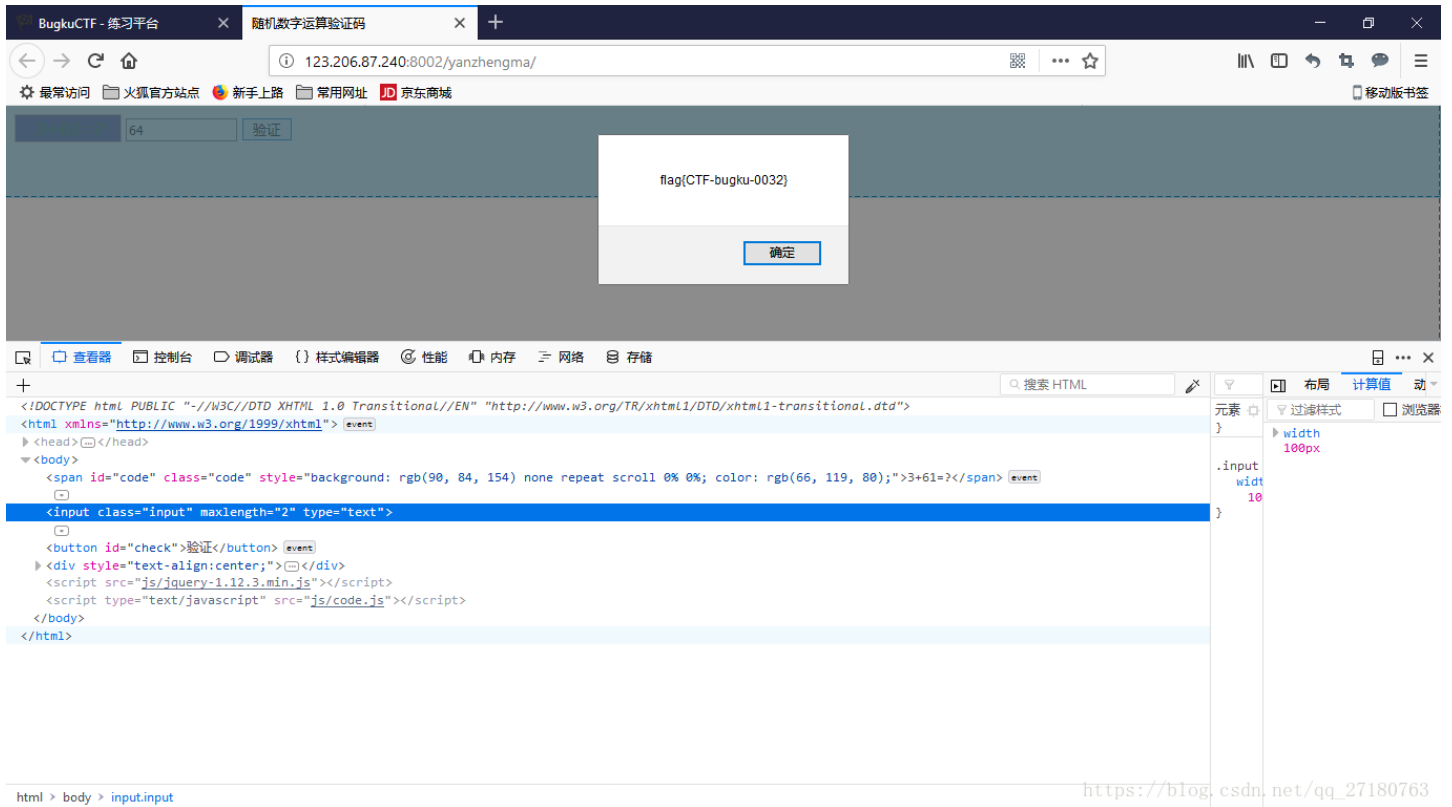 BugkuCTF - 练习平台
随机数字运算验证码
123.206.87.240:8002/yanzhengma/
最常访问 火狐官方站点 新手上路 常用网址 JD 京东商城 移动版书签
64 验证
flag{CTF-bugku-0032}
确定
查看器 控制台 调试器 {} 样式编辑器 性能 内存 网络 存储
+ 搜索 HTML 布局 计算值 动
<!DOCTYPE html PUBLIC "-//W3C//DTD XHTML 1.0 Transitional//EN" "http://www.w3.org/TR/xhtml1/DTD/xhtml1-transitional.dtd">
<html xmlns="http://www.w3.org/1999/xhtml"> event
<head></head>
<body>
<span id="code" class="code" style="background: rgb(90, 84, 154) none repeat scroll 0% 0%; color: rgb(66, 119, 80);">3+61=?</span> event
<input class="input" maxlength="2" type="text">
<button id="check">验证</button> event
<div style="text-align:center;"></div>
<script src="js/jquery-1.12.3.min.js"></script>
<script type="text/javascript" src="js/code.js"></script>
</body>
</html>
元素
}
.input
widt
10
}
过滤样式 浏览器
width
100px
html > body > input.input
https://blog.csdn.net/qq_27180763